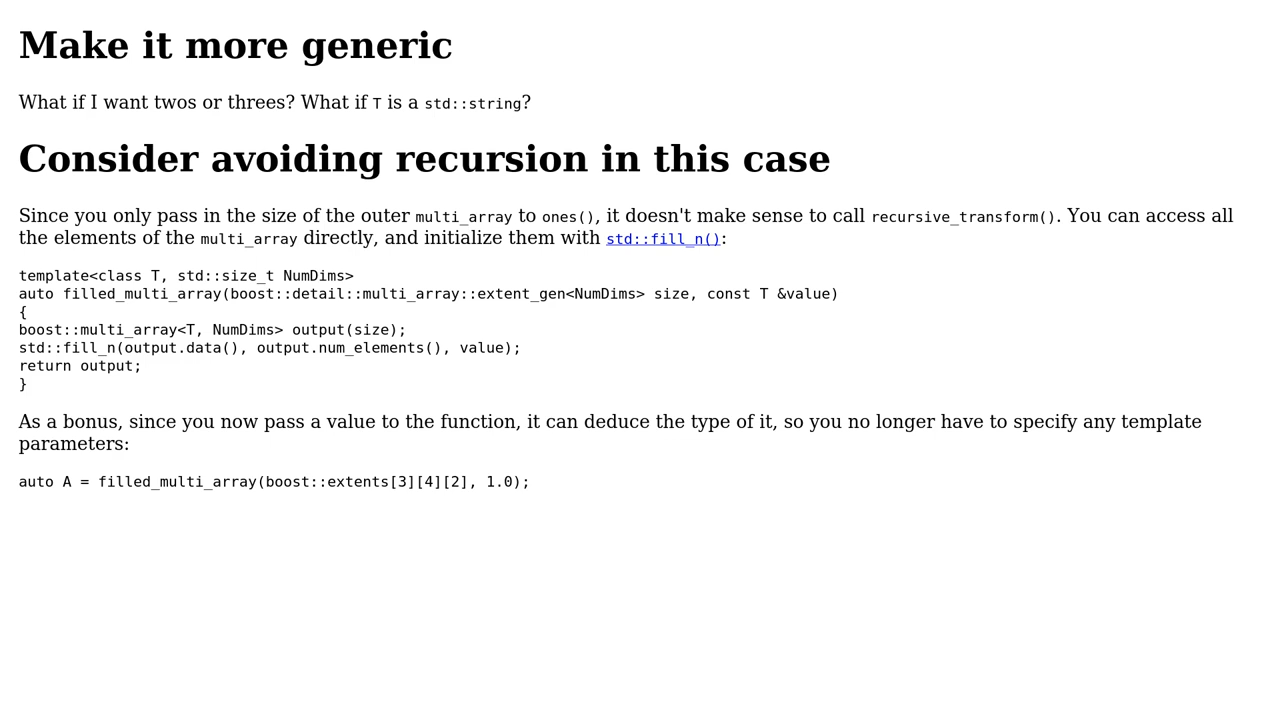 Make it more generic
What if I want twos or threes? What if T is a std::string?
Consider avoiding recursion in this case
Since you only pass in the size of the outer multi_array to ones(), it doesn't make sense to call recursive_transform(). You can access all
the elements of the multi_array directly, and initialize them with std::fill_n():
template<class T, std::size_t NumDims>
auto filled_multi_array(boost::detail::multi_array::extent_gen<NumDims> size, const T &value)
{
boost::multi_array<T, NumDims> output(size);
std::fill_n(output.data(), output.num_elements(), value);
return output;
}
As a bonus, since you now pass a value to the function, it can deduce the type of it, so you no longer have to specify any template
parameters:
auto A = filled_multi_array(boost::extents[3][4][2], 1.0);